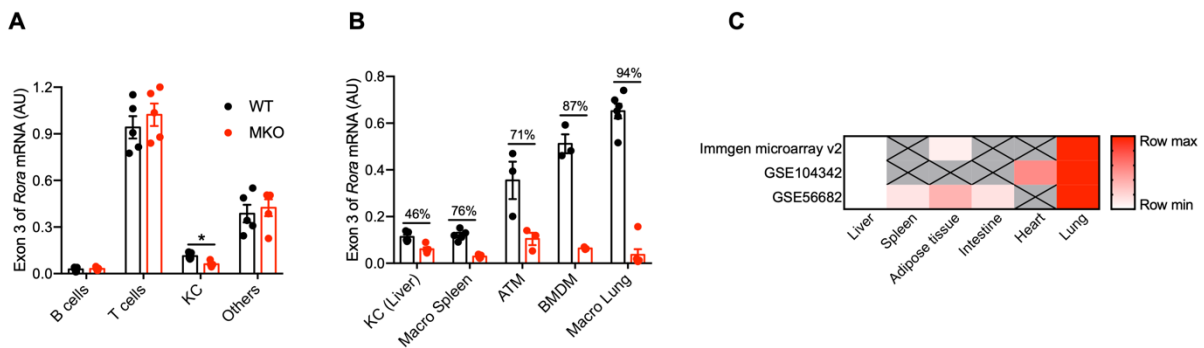 A
Exon 3 of Rora mRNA (AU)
1.2
0.9
0.6
0.3
0.0
*
WT
MKO
B cells
T cells
KC
Others
B
Exon 3 of Rora mRNA (AU)
0.8
0.6
0.4
0.2
0.0
46%
76%
71%
87%
94%
KC (Liver)
Macro Spleen
ATM
BMDM
Macro Lung
C
Immgen microarray v2
GSE104342
GSE56682
Liver
Spleen
Adipose tissue
Intestine
Heart
Lung
Row max
Row min